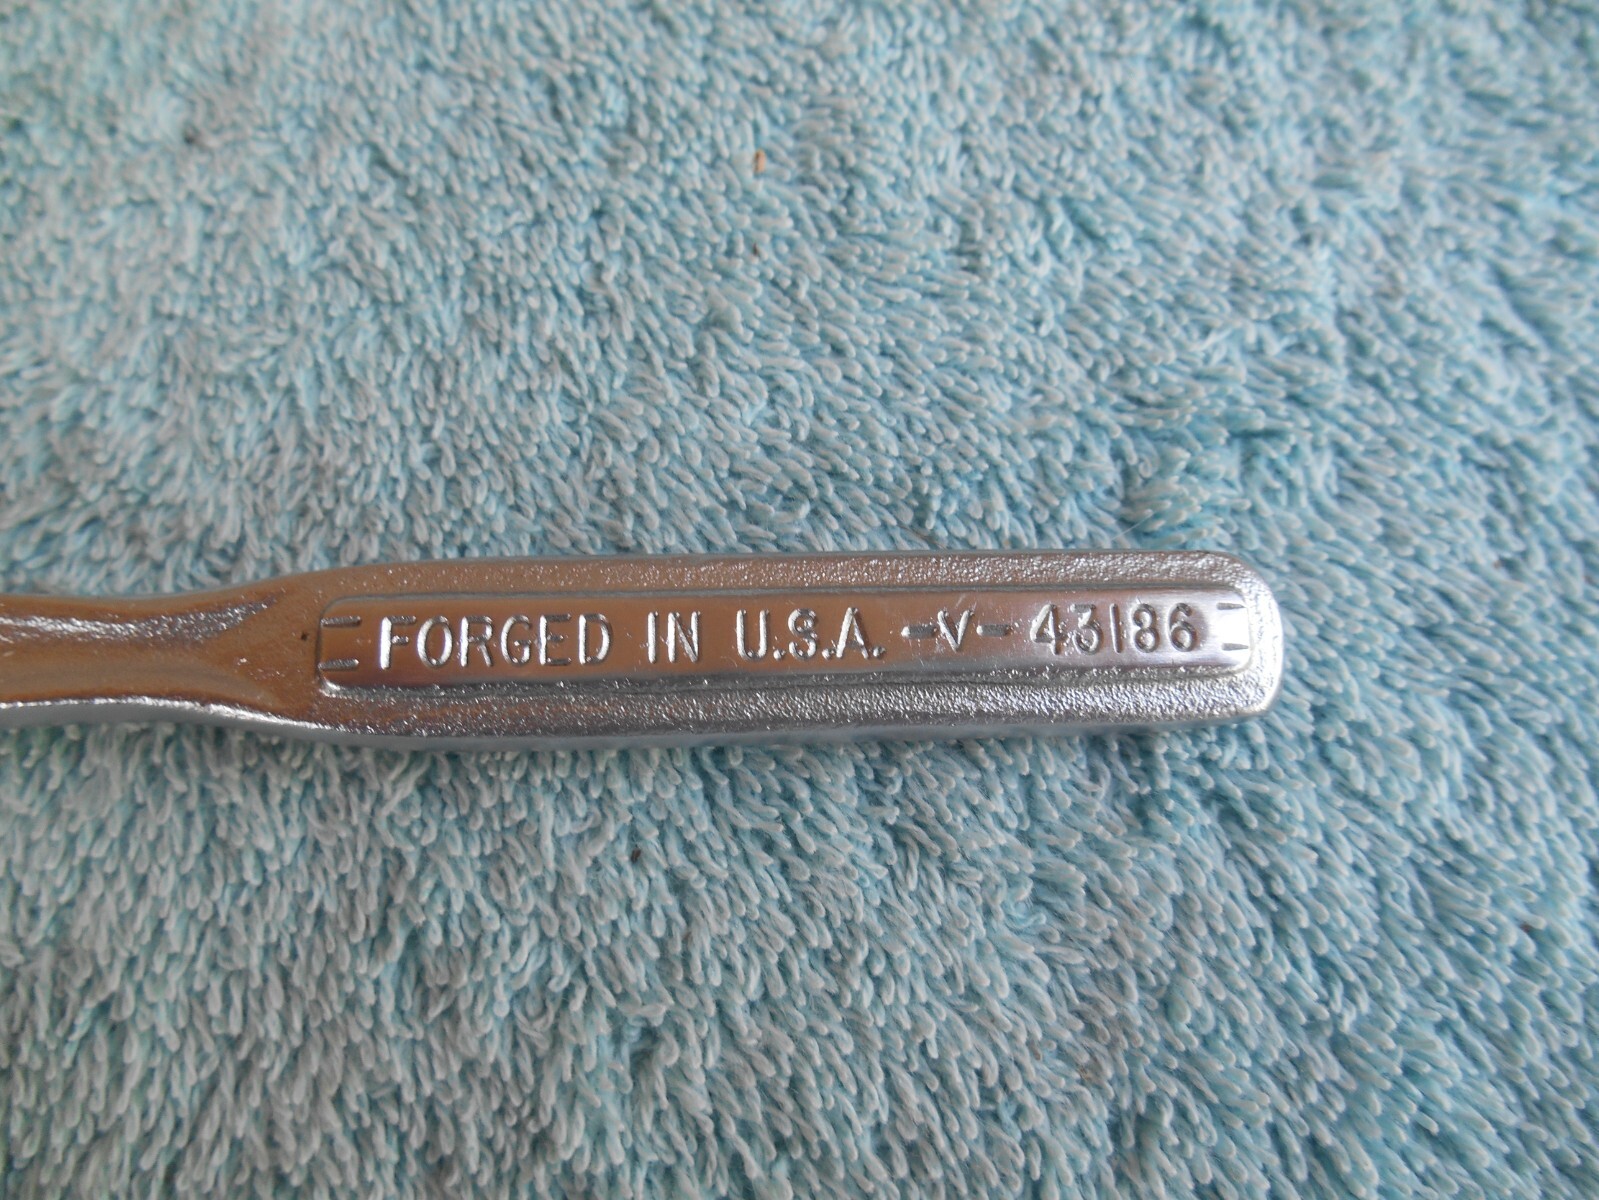 FORGED IN U.S.A. -V- 43186